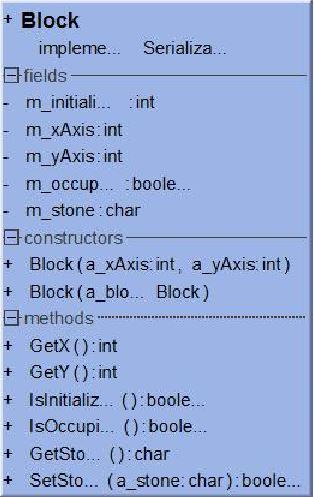 + Block
impleme... Serializa...
fields
- m_initiali... :int
- m_xAxis:int
- m_yAxis:int
- m_occup... :boole...
- m_stone:char
constructors
+ Block(a_xAxis:int, a_yAxis:int)
+ Block(a_blo... Block)
methods
+ GetX():int
+ GetY():int
+ IsInitializ... ():boole...
+ IsOccupi... ():boole...
+ GetSto... ():char
+ SetSto... (a_stone:char):boole...